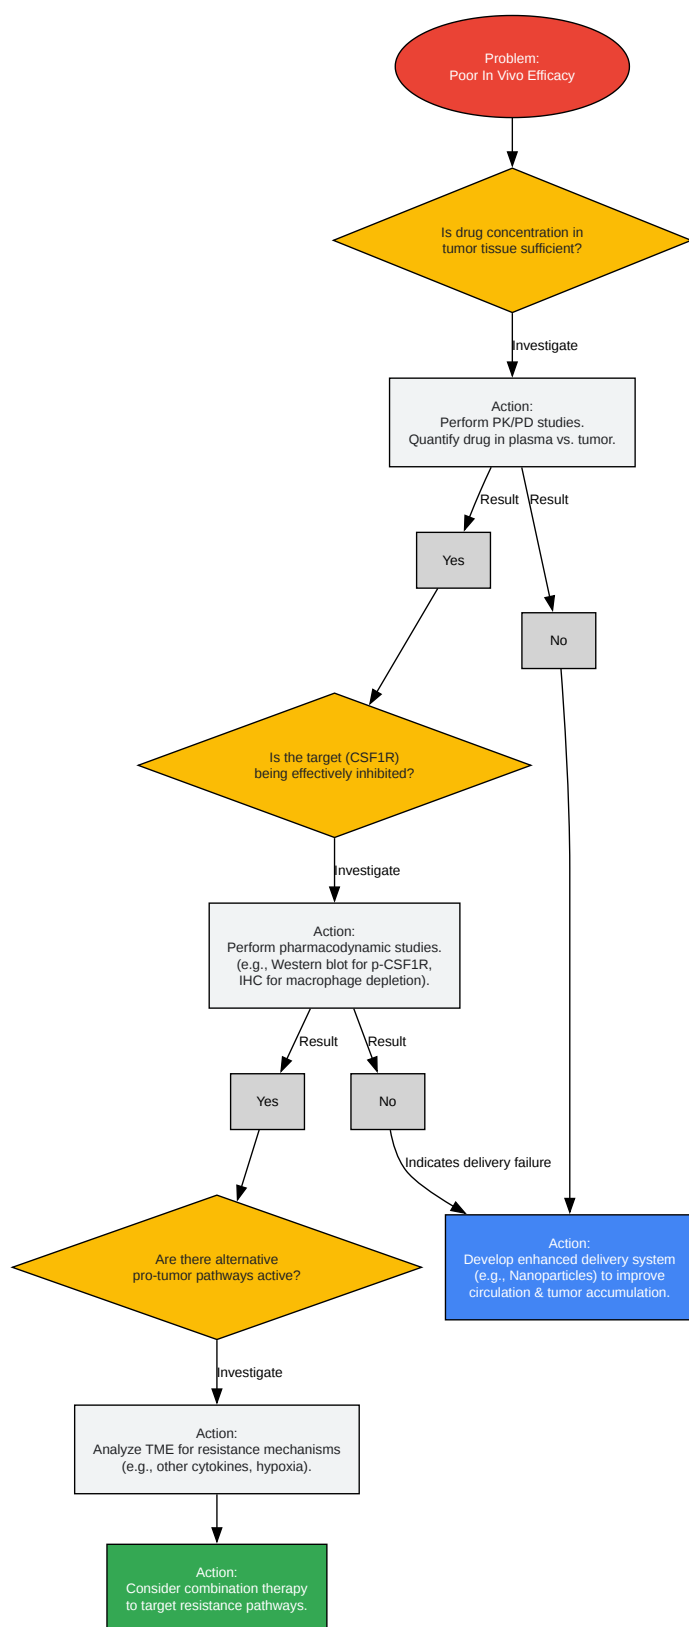 Problem:
Poor In Vivo Efficacy
Is drug concentration in
tumor tissue sufficient?
Investigate
Action:
Perform PK/PD studies.
Quantify drug in plasma vs. tumor.
Result
Result
Yes
No
Is the target (CSF1R)
being effectively inhibited?
Investigate
Action:
Perform pharmacodynamic studies.
(e.g., Western blot for p-CSF1R,
IHC for macrophage depletion).
Result
Result
Yes
No
Indicates delivery failure
Are there alternative
pro-tumor pathways active?
Action:
Develop enhanced delivery system
(e.g., Nanoparticles) to improve
circulation & tumor accumulation.
Investigate
Action:
Analyze TME for resistance mechanisms
(e.g., other cytokines, hypoxia).
Action:
Consider combination therapy
to target resistance pathways.